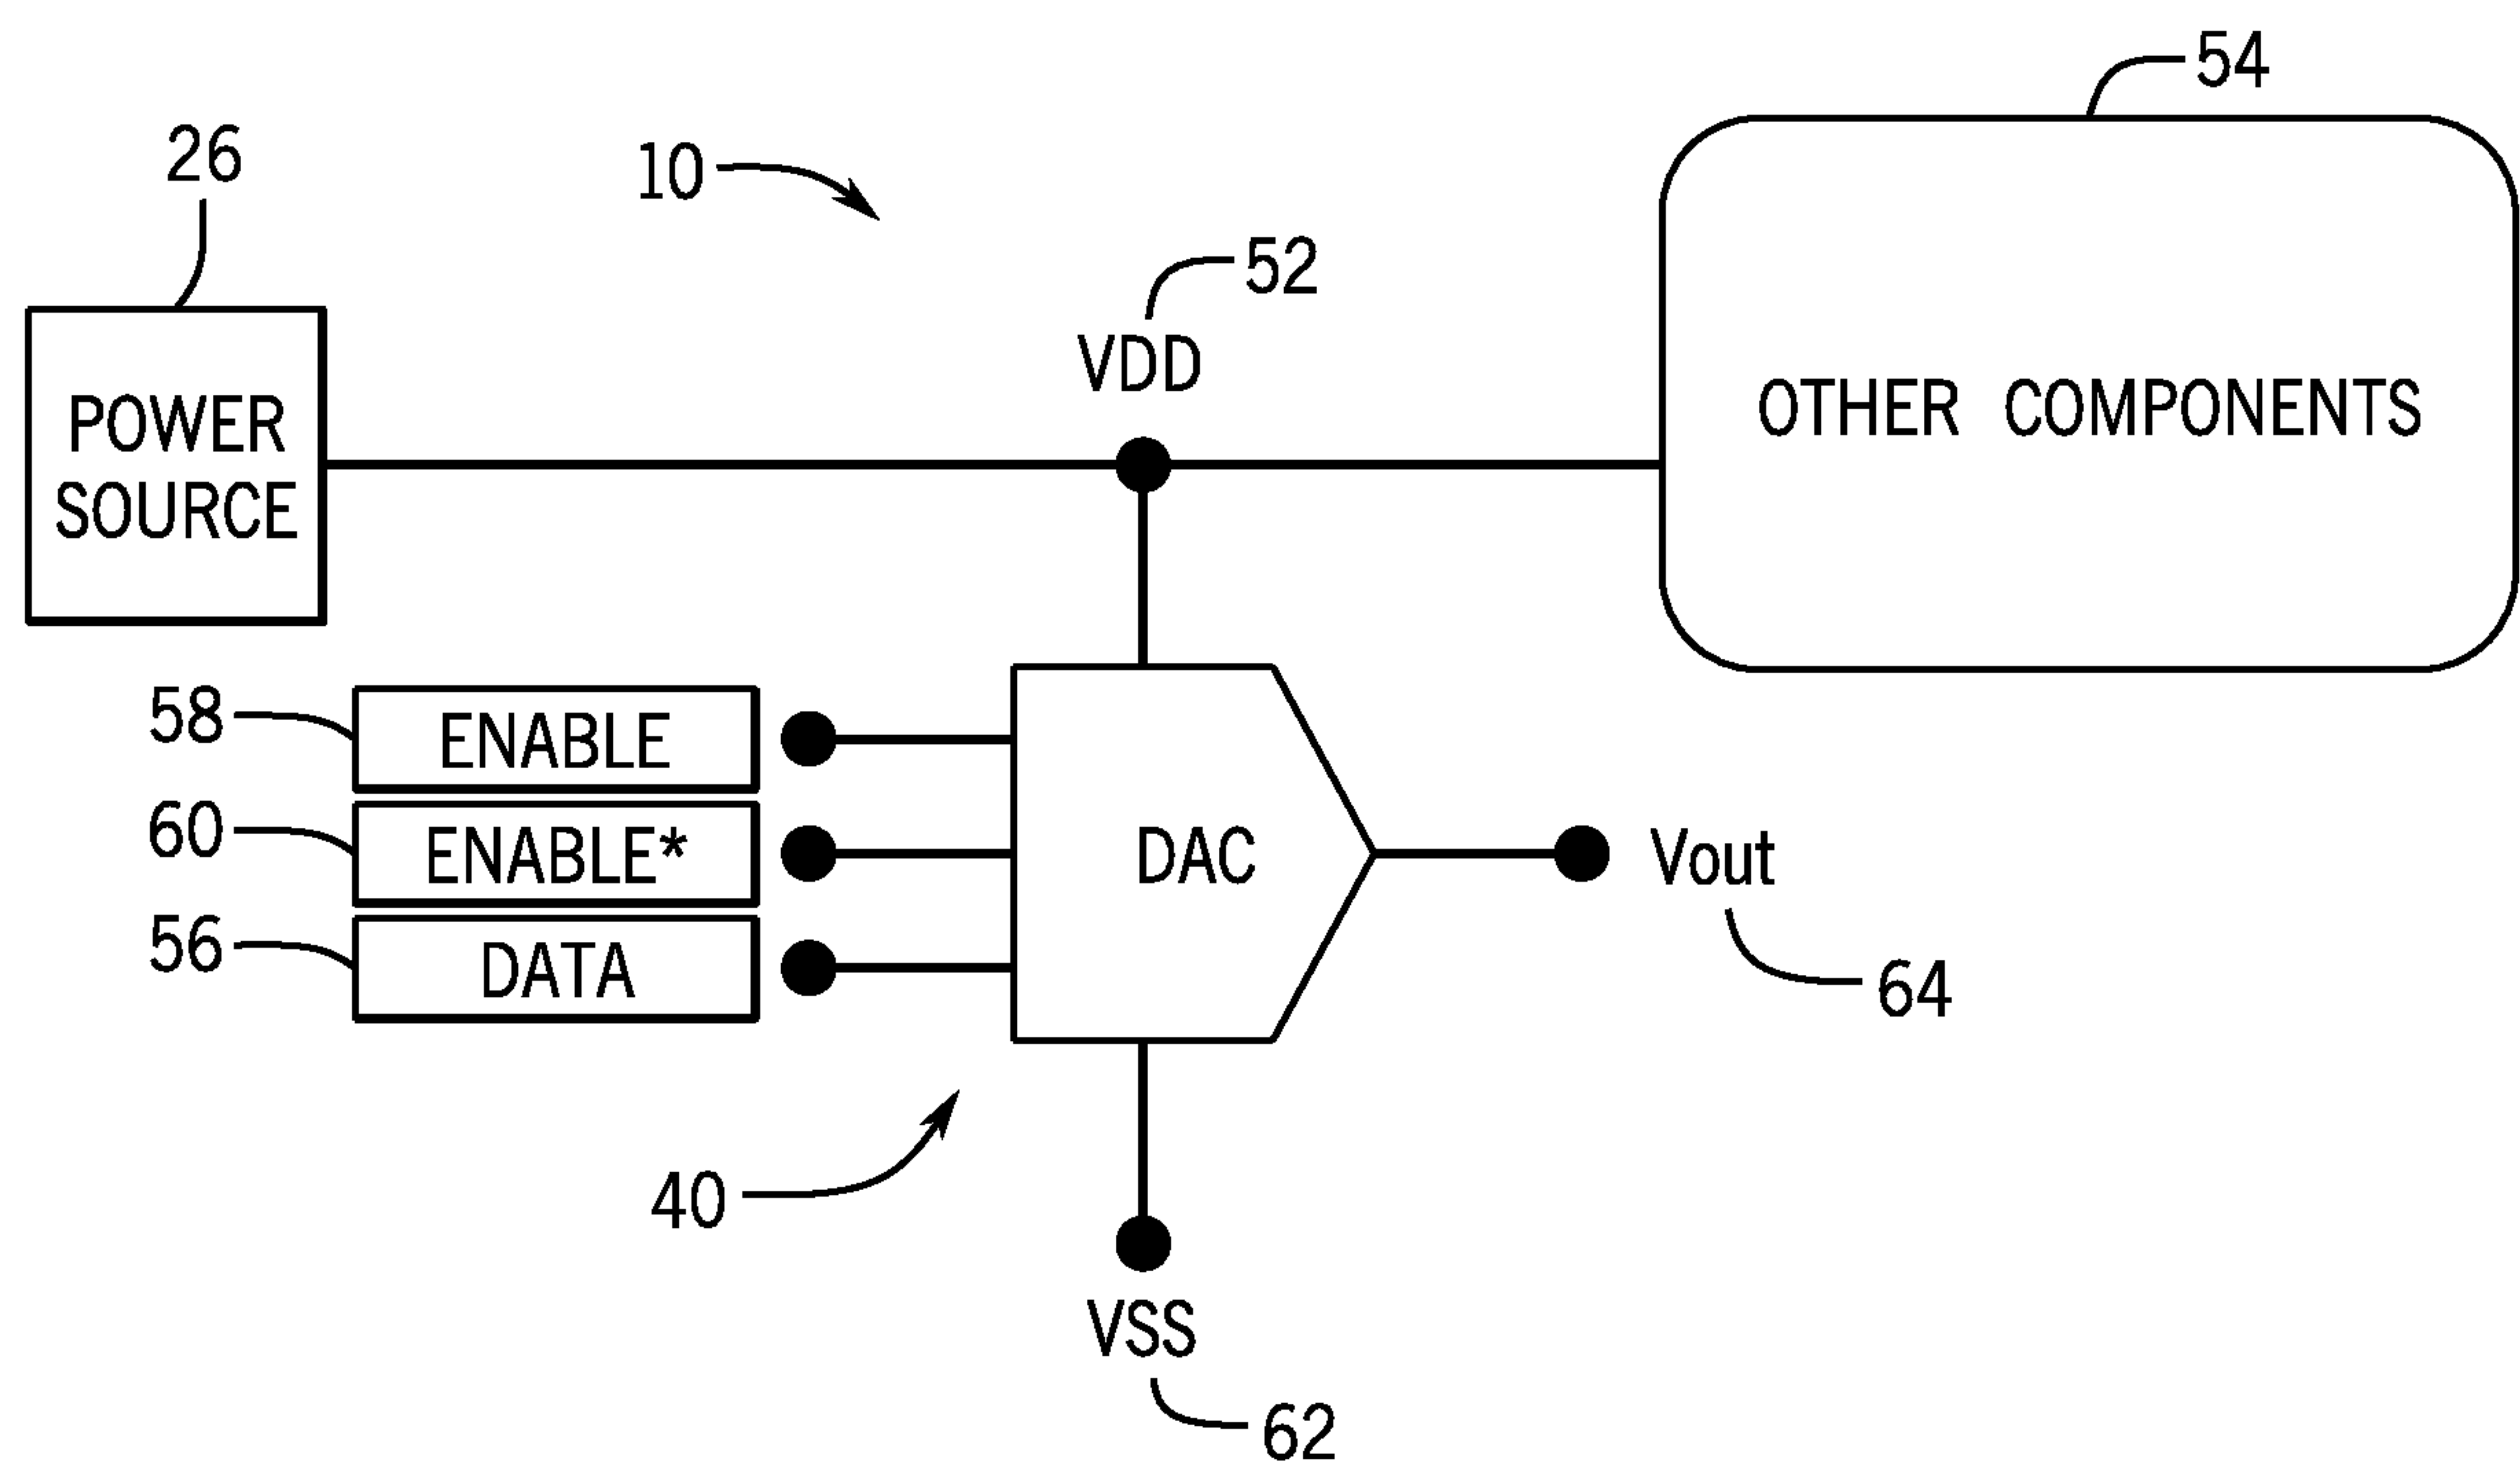 54
26
10
52
VDD
OTHER COMPONENTS
POWER
SOURCE
58
ENABLE
60
ENABLE*
DAC
Vout
56
DATA
64
40
VSS
62